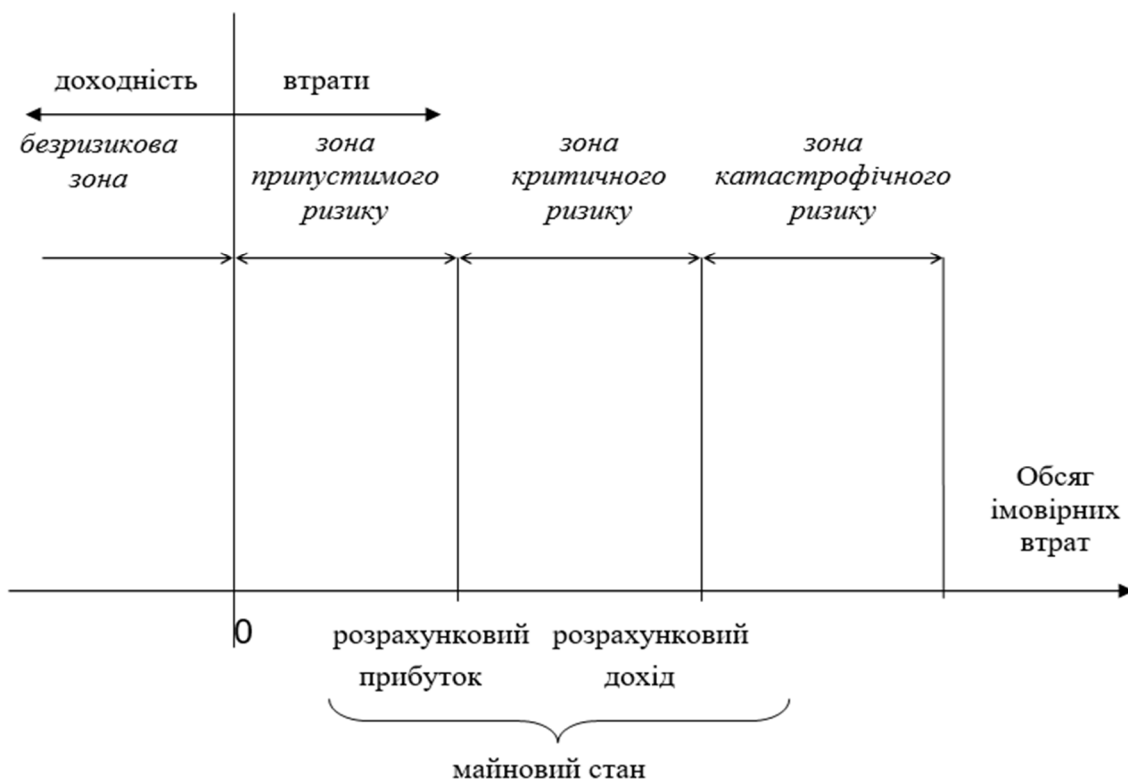 доходність втрати
безризикова
зона
зона
припустимого
ризику
зона
критичного
ризику
зона
катастрофічного
ризику
Обсяг
імовірних
втрат
0
розрахунковий
прибуток
розрахунковий
дохід
майновий стан